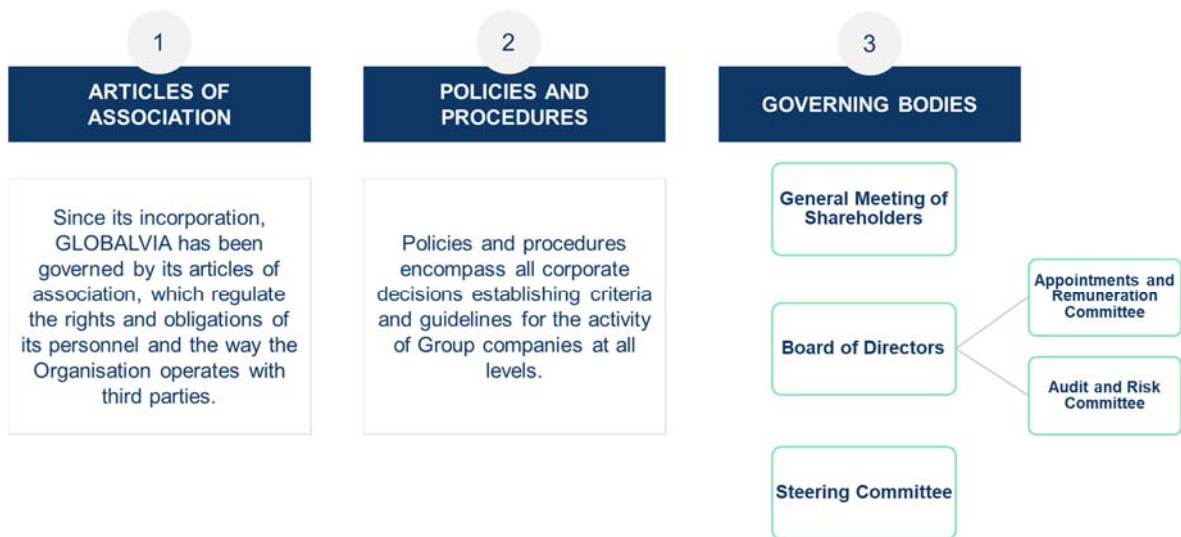 1
ARTICLES OF
ASSOCIATION
Since its incorporation,
GLOBALVIA has been
governed by its articles of
association, which regulate
the rights and obligations of
its personnel and the way the
Organisation operates with
third parties.
2
POLICIES AND
PROCEDURES
Policies and procedures
encompass all corporate
decisions establishing criteria
and guidelines for the activity
of Group companies at all
levels.
3
GOVERNING BODIES
General Meeting of
Shareholders
Board of Directors
Appointments and
Remuneration
Committee
Audit and Risk
Committee
Steering Committee